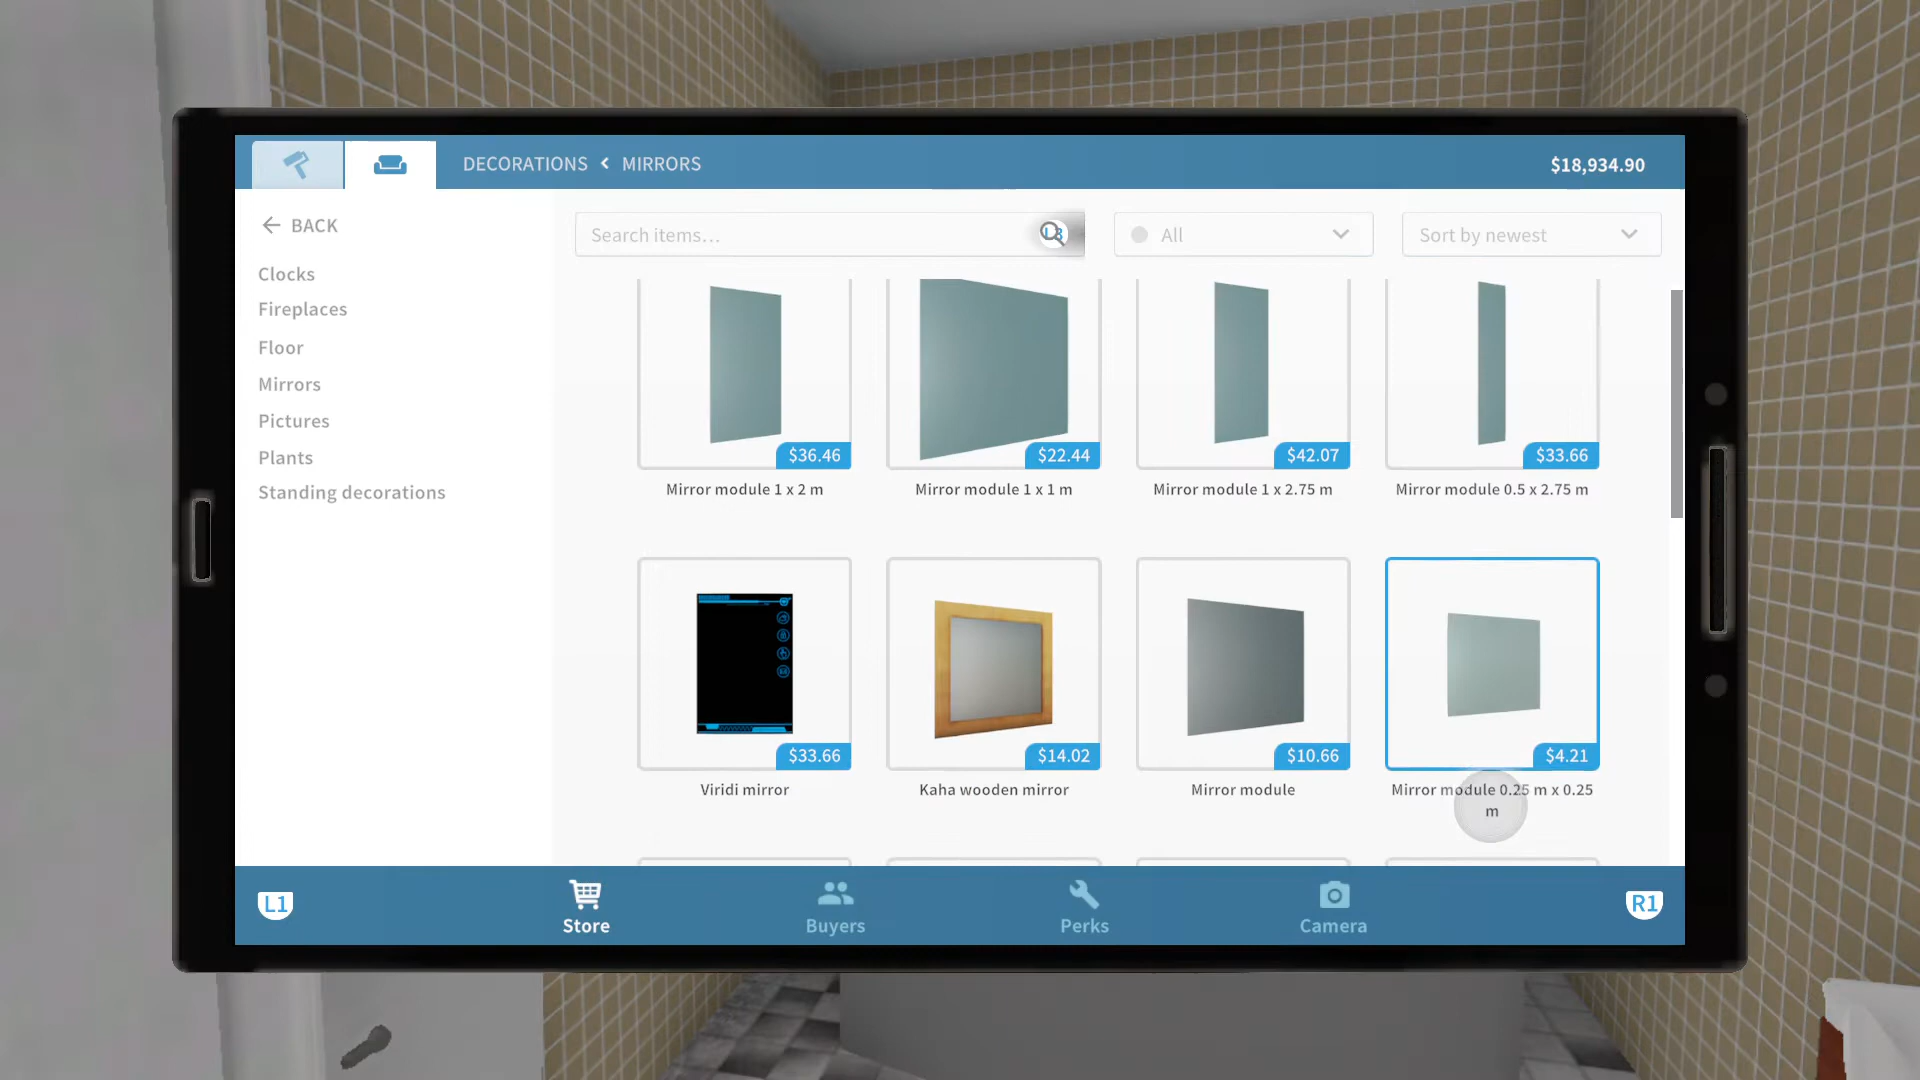 DECORATIONS < MIRRORS
$18,934.90
BACK
Search items...
All
Sort by newest
Clocks
Fireplaces
Floor
Mirrors
Pictures
Plants
Standing decorations
$36.46
$22.44
$42.07
$33.66
Mirror module 1 x 2 m
Mirror module 1 x 1 m
Mirror module 1 x 2.75 m
Mirror module 0.5 x 2.75 m
$33.66
$14.02
$10.66
$4.21
Viridi mirror
Kaha wooden mirror
Mirror module
Mirror module 0.25 m x 0.25
m
L1
Store
Buyers
Perks
Camera
R1